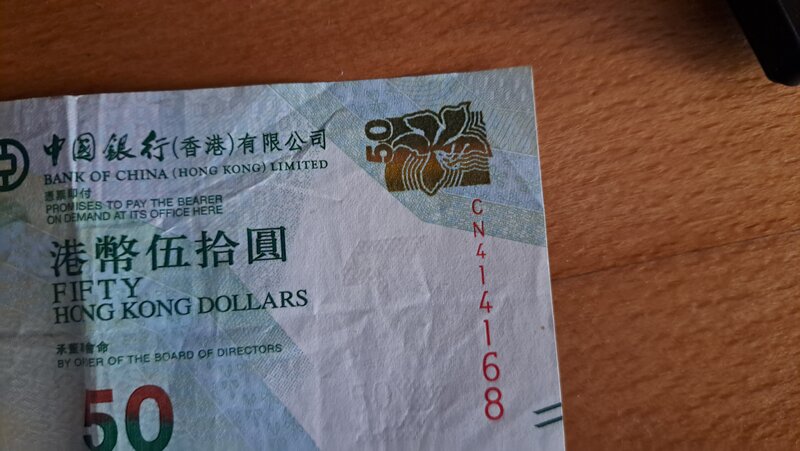 中國銀行(香港)有限公司
BANK OF CHINA (HONG KONG) LIMITED
憑票即付
PROMISES TO PAY THE BEARER
ON DEMAND AT ITS OFFICE HERE
港幣伍拾圓
FIFTY
HONG KONG DOLLARS
承董事會命
BY ORDER OF THE BOARD OF DIRECTORS
50
50
CN414168